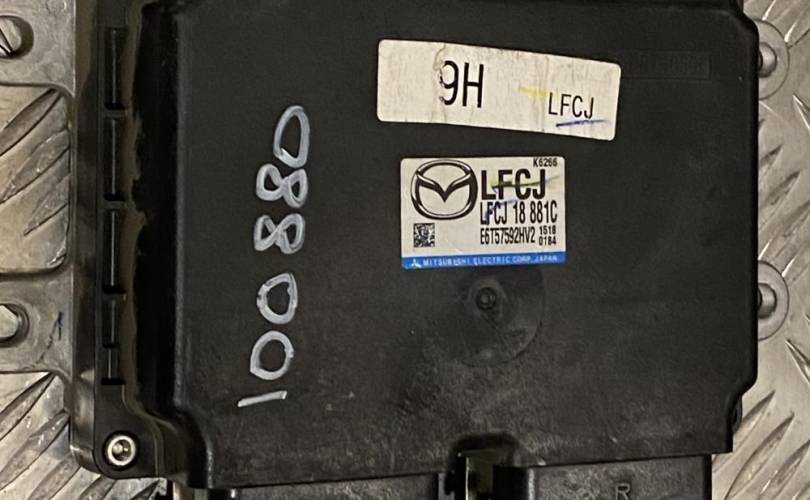 9H
LFCJ
K6266
LFCJ
LFCJ 18 881C
E6T57592HV2 1518
0184
MITSUBISHI ELECTRIC CORP. JAPAN
100880
R